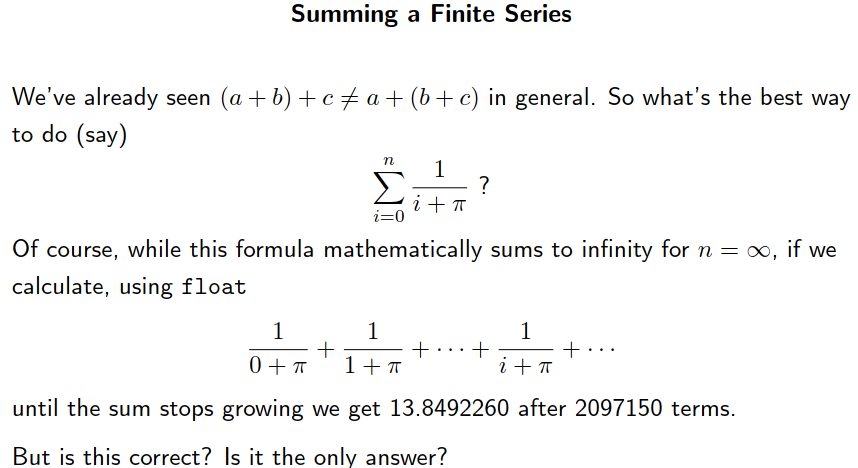 Summing a Finite Series
We've already seen (a + b) + c ≠ a + (b + c) in general. So what's the best way
to do (say)
$\sum_{i=0}^{n} \frac{1}{i + \pi}$ ?
Of course, while this formula mathematically sums to infinity for n = ∞, if we
calculate, using float
$\frac{1}{0 + \pi} + \frac{1}{1 + \pi} + \cdots + \frac{1}{i + \pi} + \cdots$
until the sum stops growing we get 13.8492260 after 2097150 terms.
But is this correct? Is it the only answer?